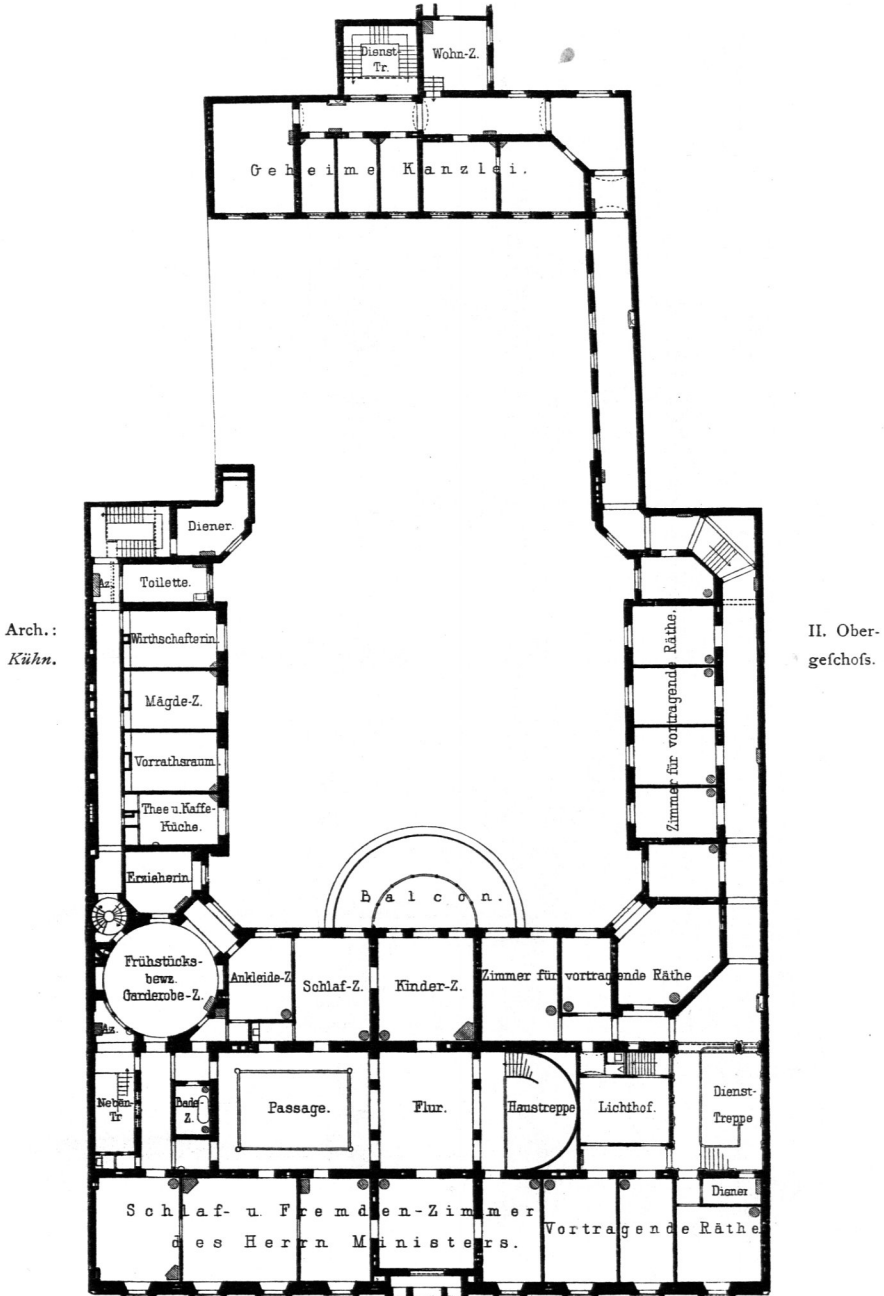 Dienst-
Tr.
Wohn-Z.
Geheime Kanzlei.
Diener.
Az.
Toilette.
Arch.:
Kühn.
II. Ober-
geſchoſs.
Wirthschafterin.
Mägde-Z.
Vorrathsraum
Thee u. Kaffe-
Küche.
Zimmer für vortragende Räthe.
Erzieherin
Balcon.
Frühstücks-
bewz.
Garderobe-Z.
Ankleide-Z
Schlaf-Z.
Kinder-Z.
Zimmer für vortragende Räthe
Az.
Neben-
Tr
Bade-
Z.
Passage.
Flur.
Haustreppe
Lichthof.
Dienst-
Treppe
Diener
Schlaf- u. Fremden-Zimmer
des Herrn Ministers.
Vortragende Räthe